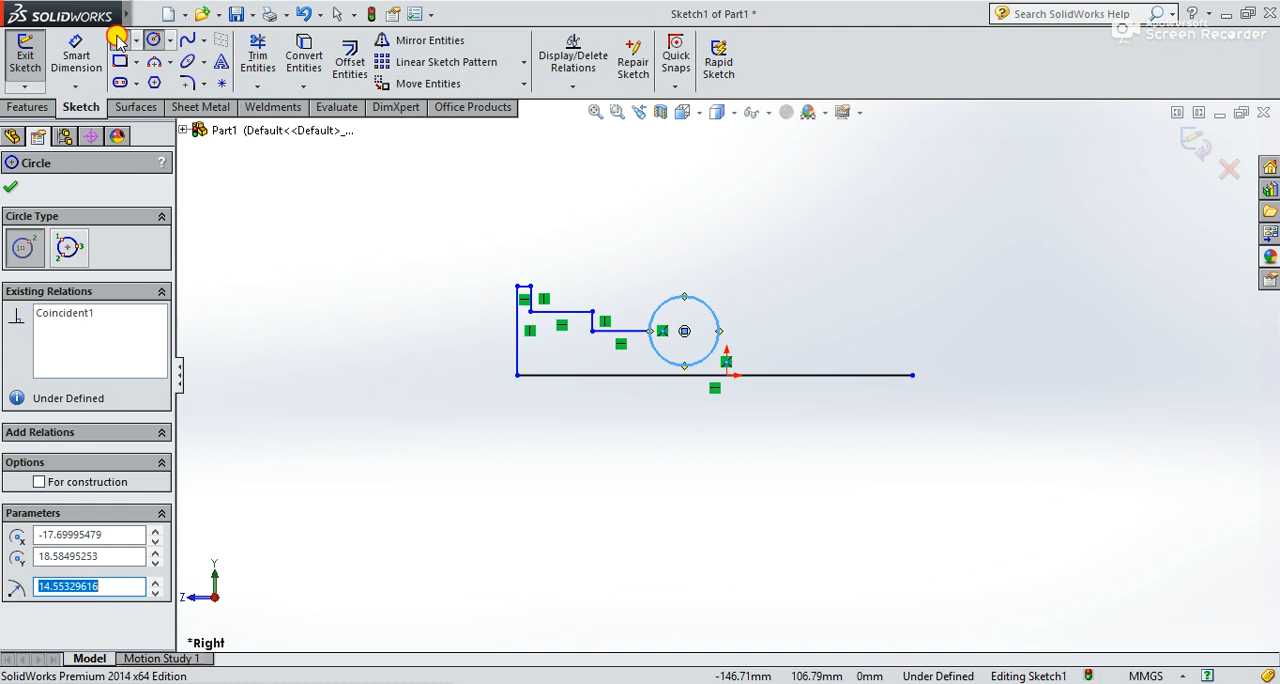 SOLIDWORKS
Sketch1 of Part1 *
Search SolidWorks Help
Apowersoft
Screen Recorder
Exit Sketch
Smart Dimension
Trim Entities
Convert Entities
Offset Entities
Mirror Entities
Linear Sketch Pattern
Move Entities
Display/Delete Relations
Repair Sketch
Quick Snaps
Rapid Sketch
Features Sketch Surfaces Sheet Metal Weldments Evaluate DimXpert Office Products
Part1 (Default<<Default>_...
Circle ?
Circle Type
Existing Relations
Coincident1
Under Defined
Add Relations
Options
For construction
Parameters
-17.69995479
18.58495253
14.55329616
Y
Z
*Right
Model Motion Study 1
SolidWorks Premium 2014 x64 Edition -146.71mm 106.79mm 0mm Under Defined Editing Sketch1 MMGS ?